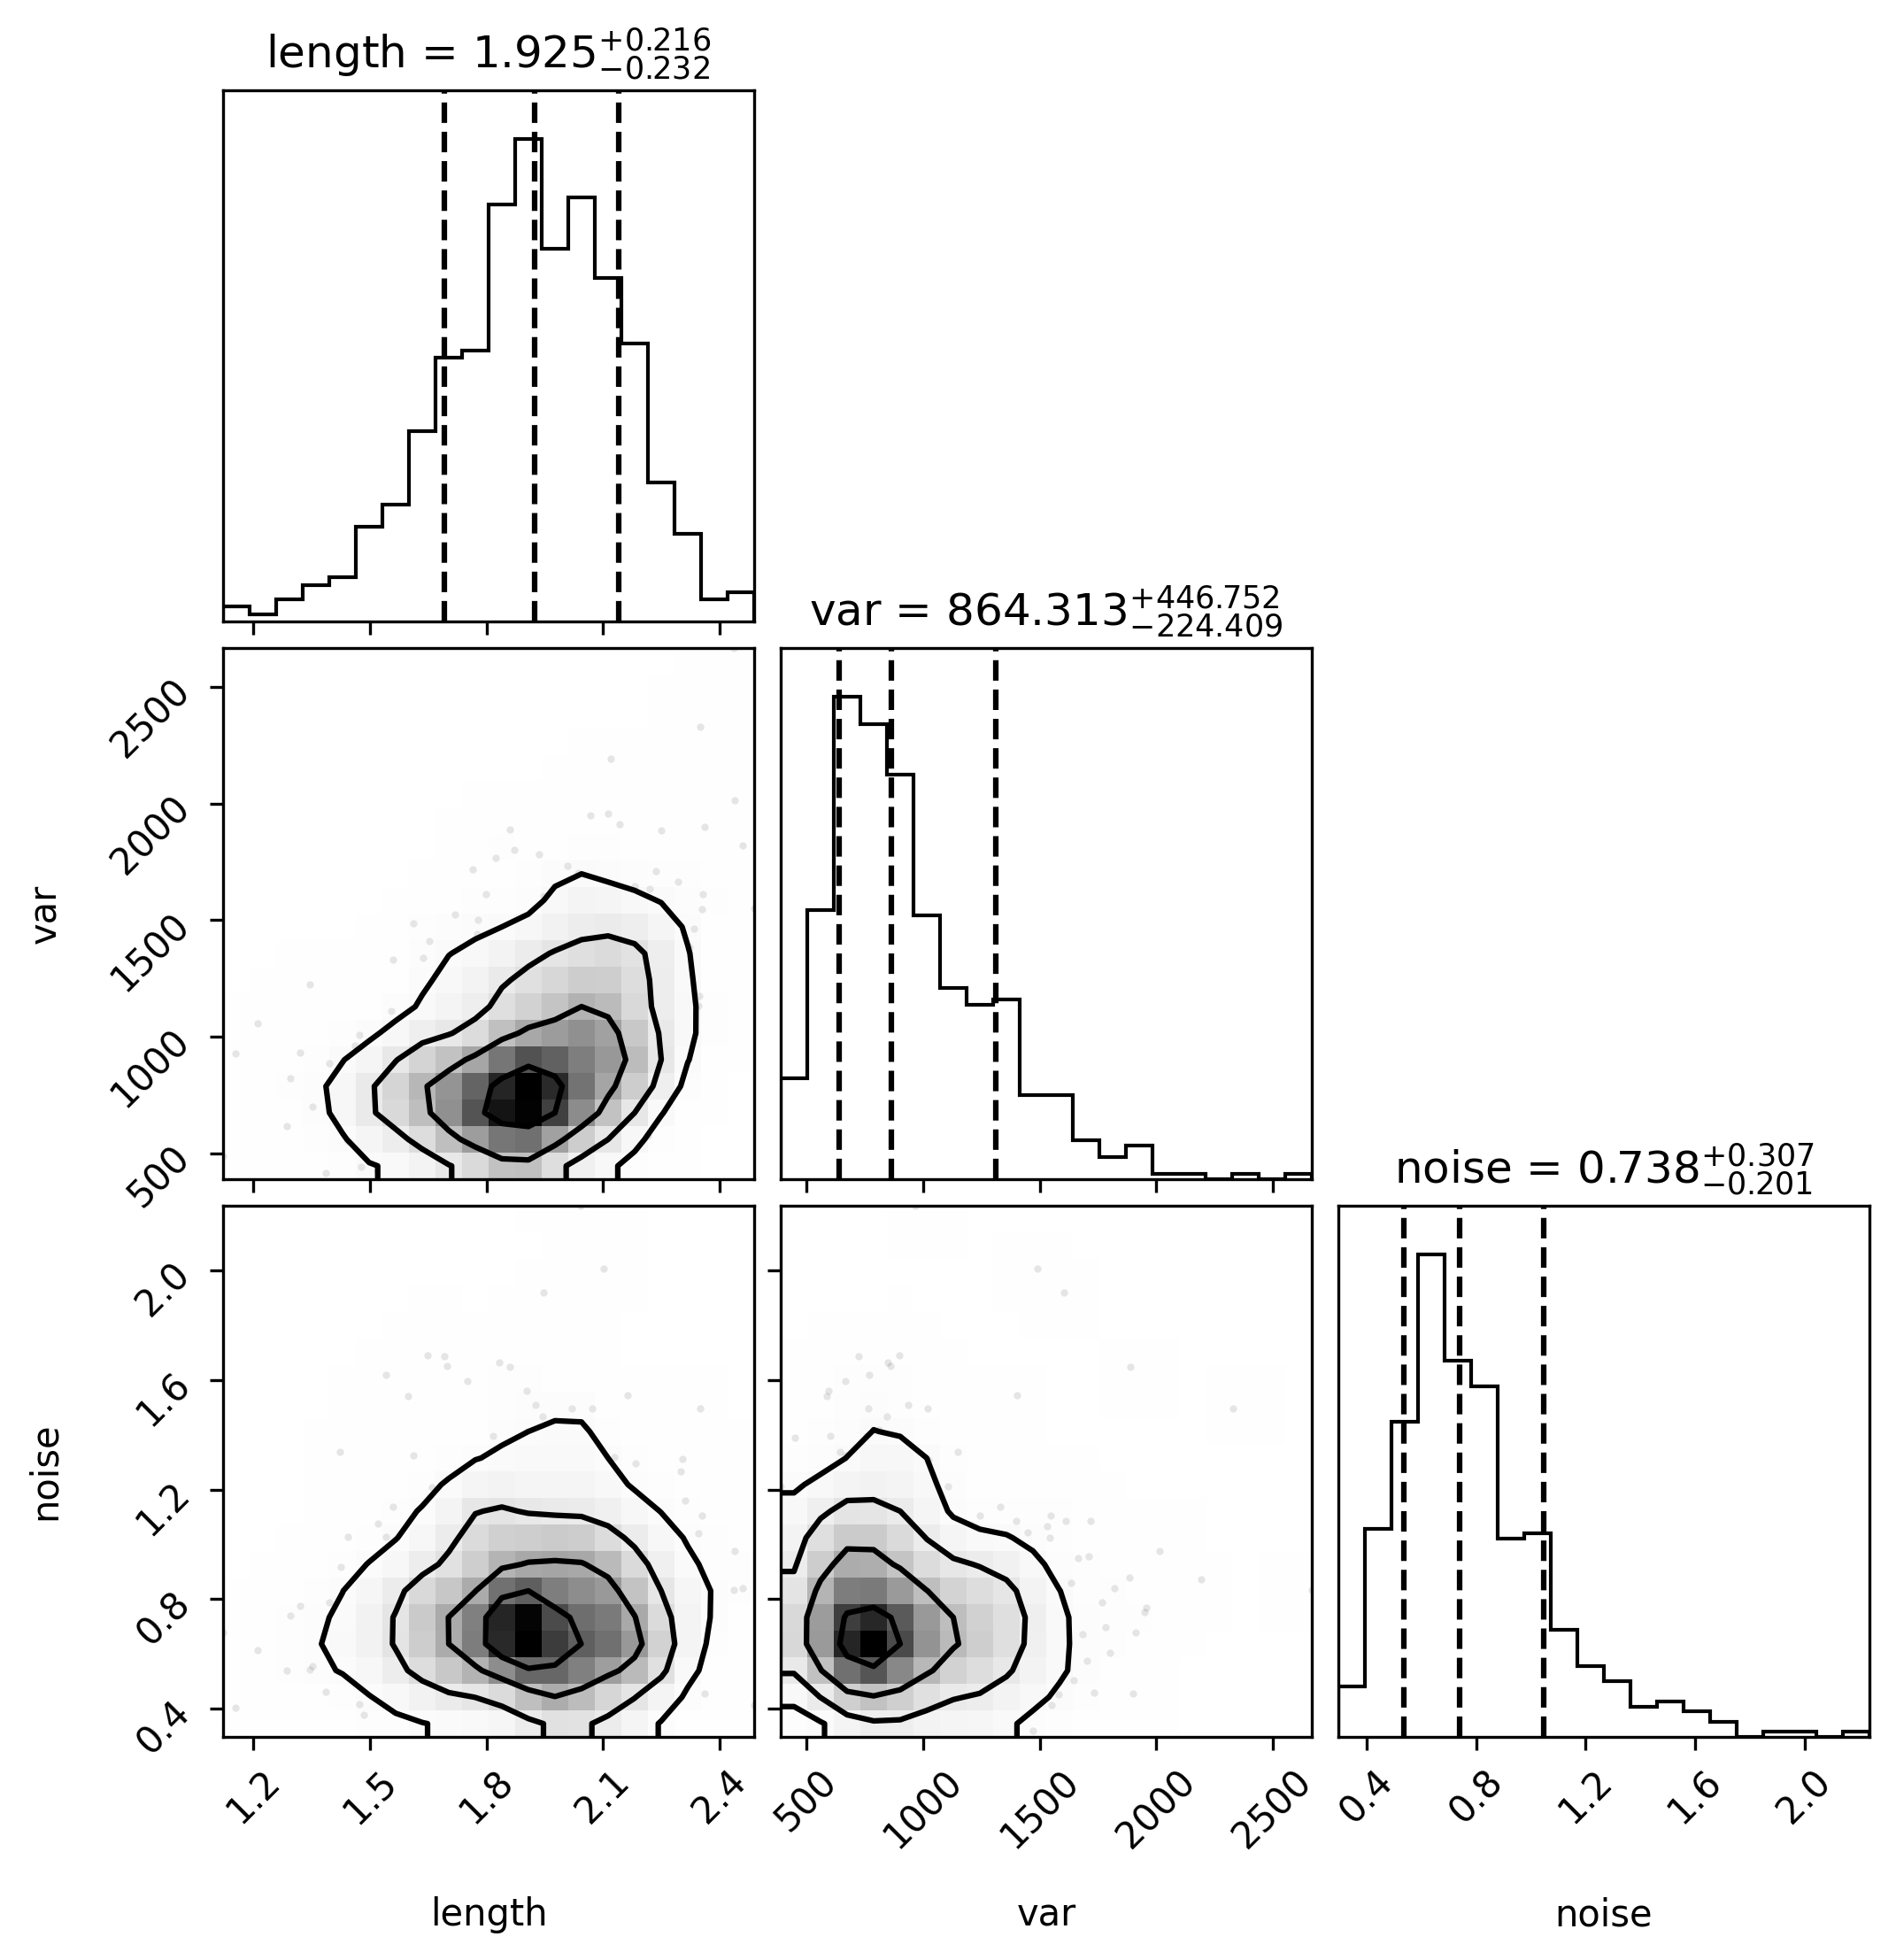 length = 1.925 +0.216 −0.232
var = 864.313 +446.752 −224.409
2500
2000
1500
1000
500
var
noise = 0.738 +0.307 −0.201
2.0
1.6
1.2
0.8
0.4
noise
1.2 1.5 1.8 2.1 2.4
500 1000 1500 2000 2500
0.4 0.8 1.2 1.6 2.0
length
var
noise